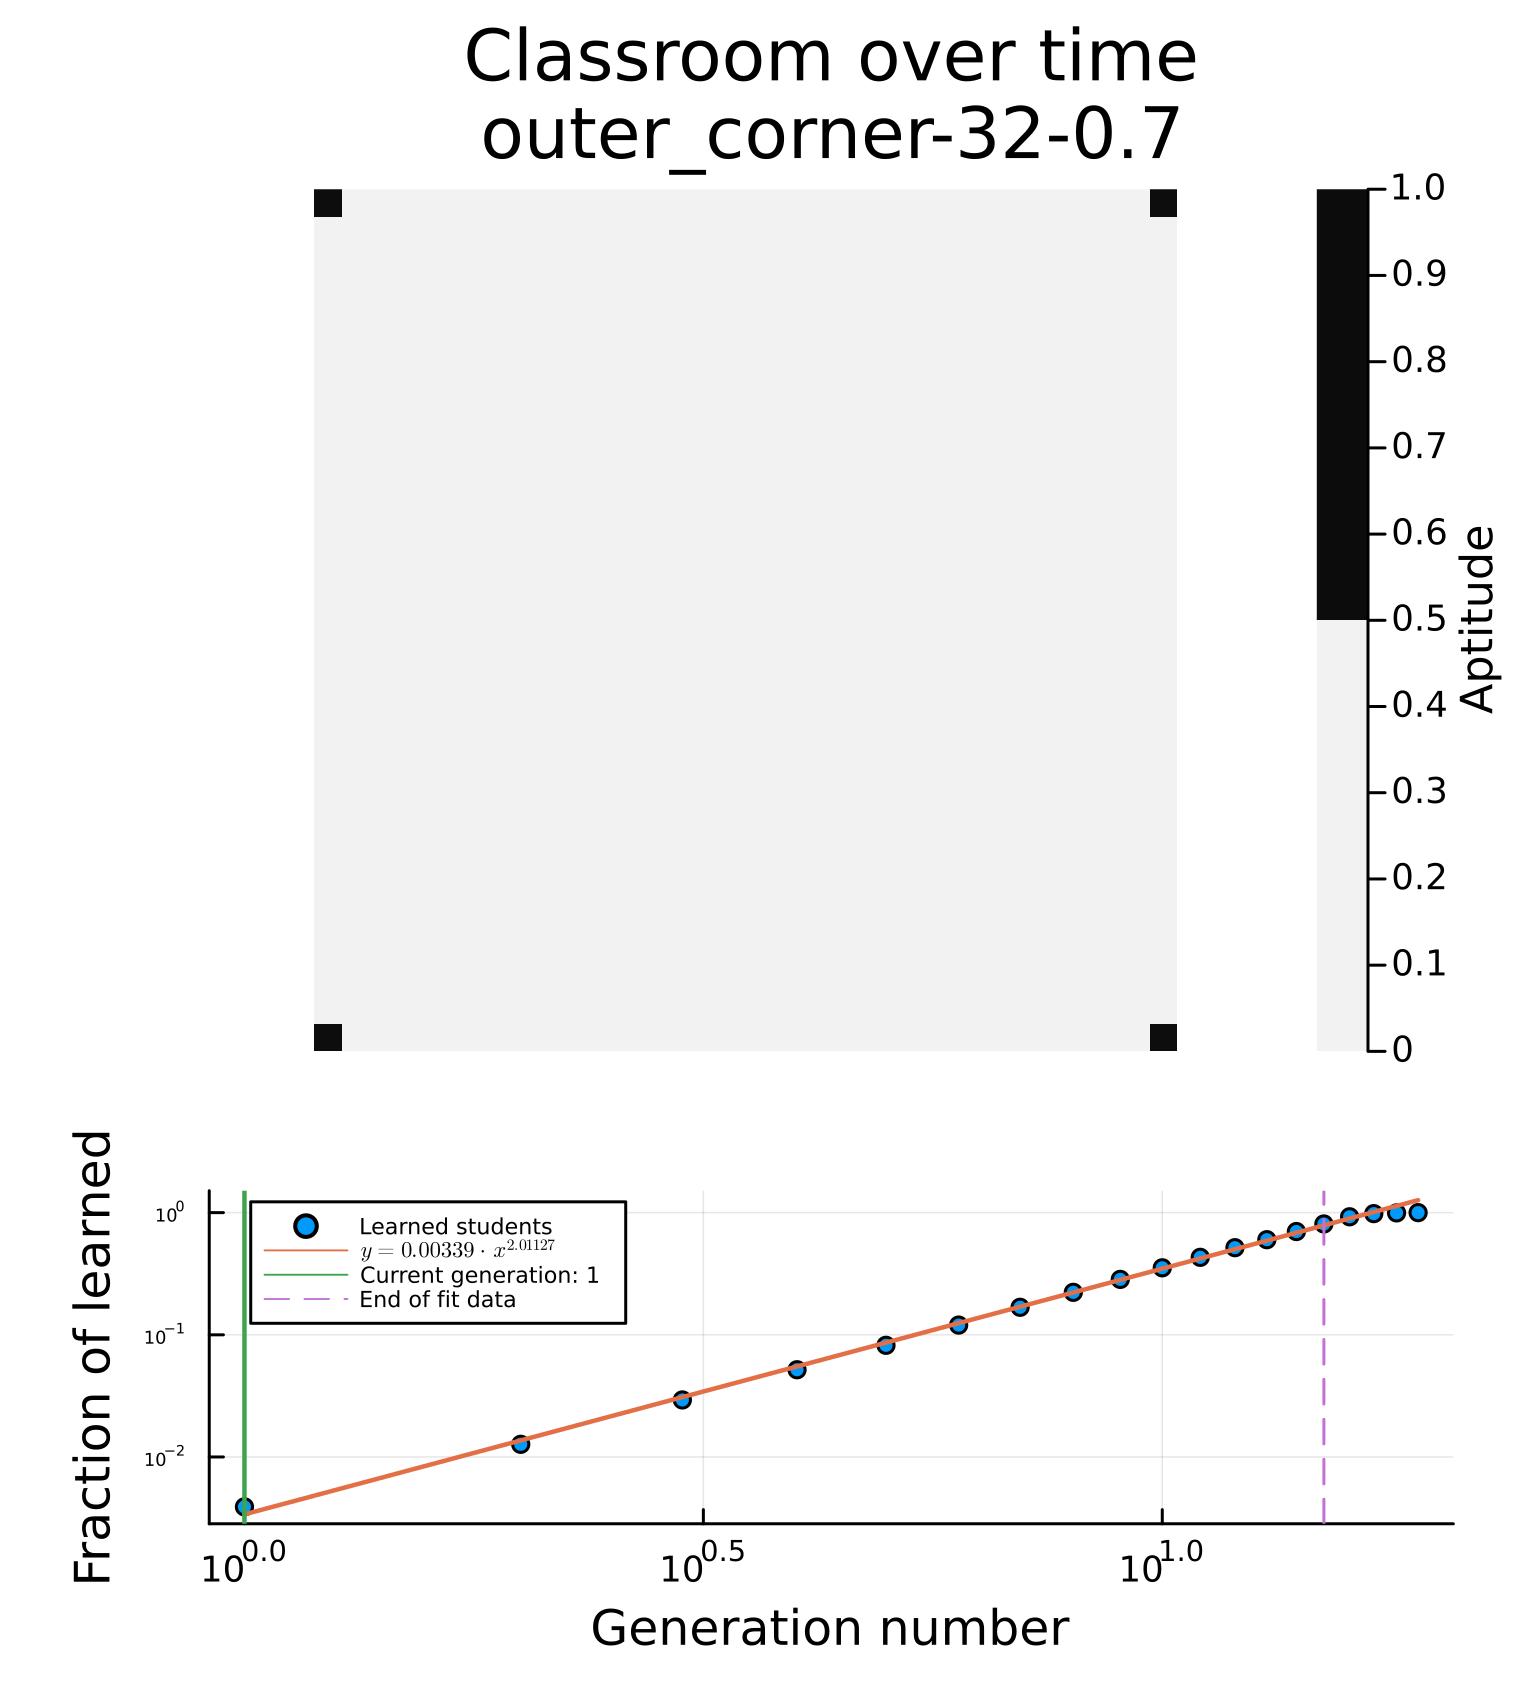 Classroom over time
outer_corner-32-0.7
1.0
0.9
0.8
0.7
0.6
0.5
0.4
0.3
0.2
0.1
0
Aptitude
Fraction of learned
10⁰
10⁻¹
10⁻²
Learned students
y = 0.00339 · x^2.01127
Current generation: 1
End of fit data
10^0.0
10^0.5
10^1.0
Generation number